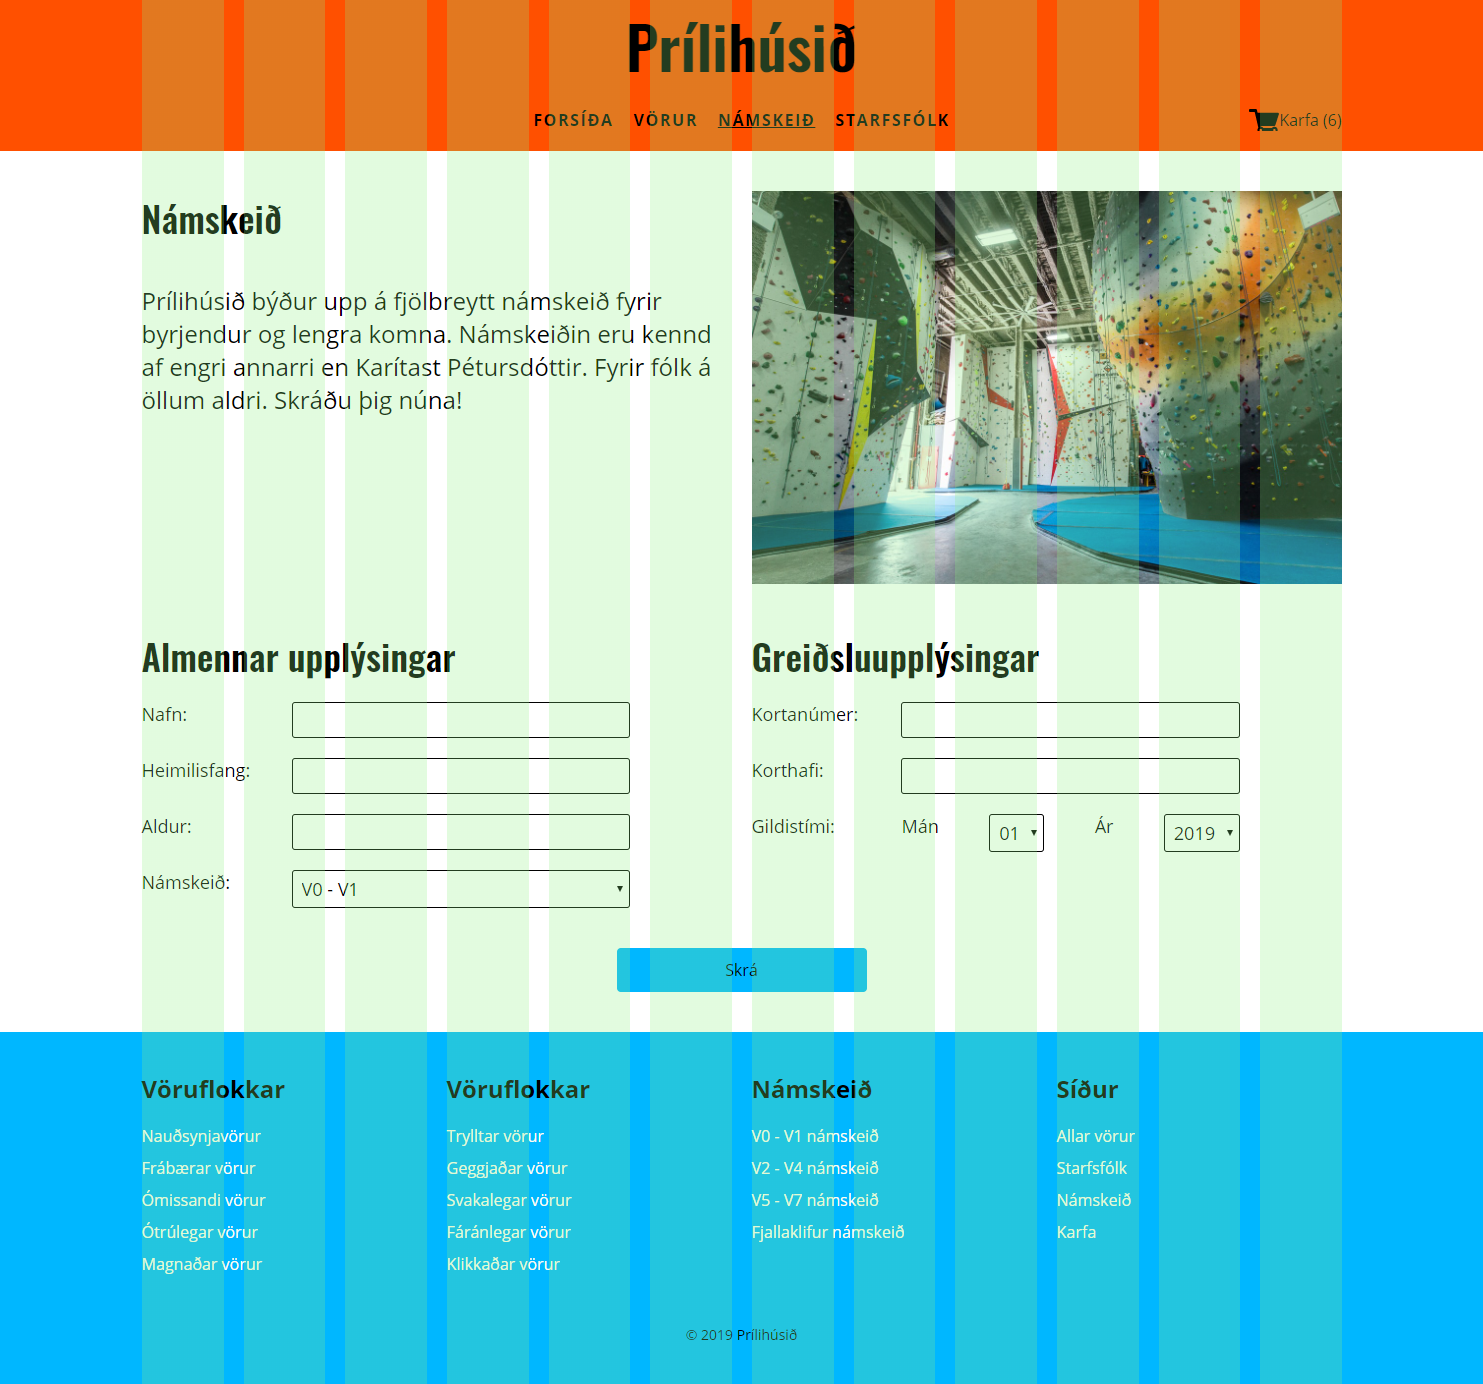 Prílihúsið
FORSÍÐA VÖRUR NÁMSKEIÐ STARFSFÓLK
Karfa (6)
Námskeið
Prílihúsið býður upp á fjölbreytt námskeið fyrir
byrjendur og lengra komna. Námskeiðin eru kennd
af engri annarri en Karítast Pétursdóttir. Fyrir fólk á
öllum aldri. Skráðu þig núna!
Almennar upplýsingar
Nafn:
Heimilisfang:
Aldur:
Námskeið: V0 - V1
Greiðsluupplýsingar
Kortanúmer:
Korthafi:
Gildistími: Mán 01 Ár 2019
Skrá
Vöruflokkar
Nauðsynjavörur
Frábærar vörur
Ómissandi vörur
Ótrúlegar vörur
Magnaðar vörur
Vöruflokkar
Trylltar vörur
Geggjaðar vörur
Svakalegar vörur
Fáránlegar vörur
Klikkaðar vörur
Námskeið
V0 - V1 námskeið
V2 - V4 námskeið
V5 - V7 námskeið
Fjallaklifur námskeið
Síður
Allar vörur
Starfsfólk
Námskeið
Karfa
© 2019 Prílihúsið